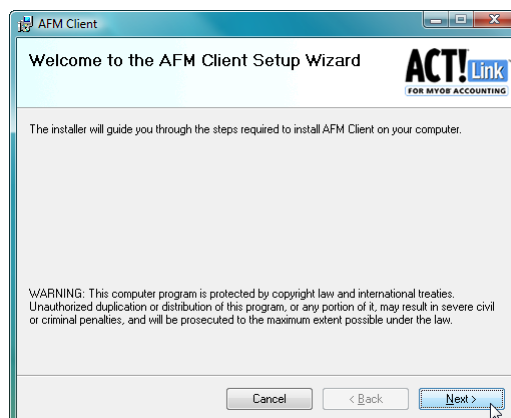 AFM Client
Welcome to the AFM Client Setup Wizard
ACT! Link
FOR MYOB ACCOUNTING
The installer will guide you through the steps required to install AFM Client on your computer.
WARNING: This computer program is protected by copyright law and international treaties.
Unauthorized duplication or distribution of this program, or any portion of it, may result in severe civil
or criminal penalties, and will be prosecuted to the maximum extent possible under the law.
Cancel < Back Next >